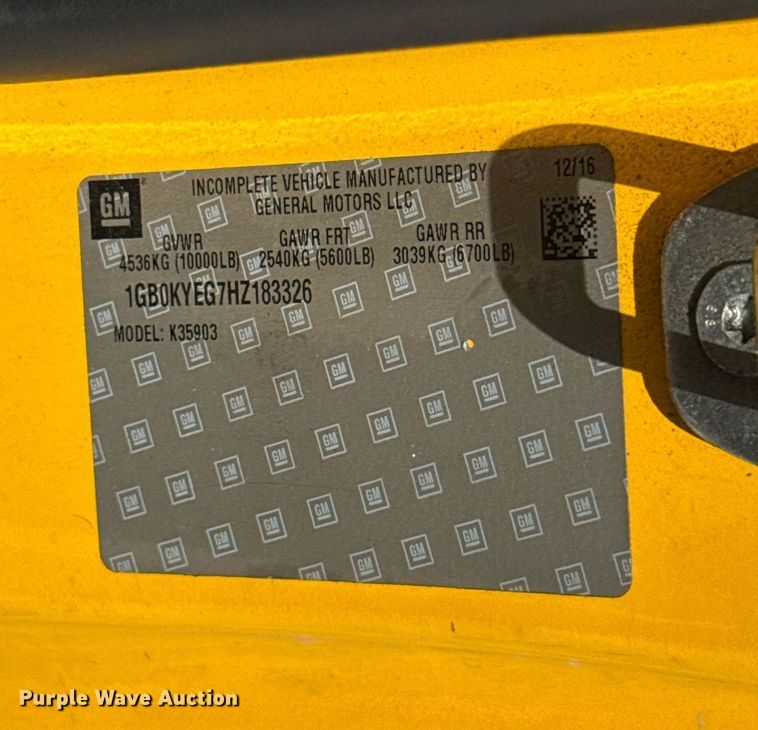 GM
INCOMPLETE VEHICLE MANUFACTURED BY
12/16
GENERAL MOTORS LLC
GVWR GAWR FRT GAWR RR
4536KG (10000LB) 2540KG (5600LB) 3039KG (6700LB)
1GB0KYEG7HZ183326
MODEL: K35903
Purple Wave Auction